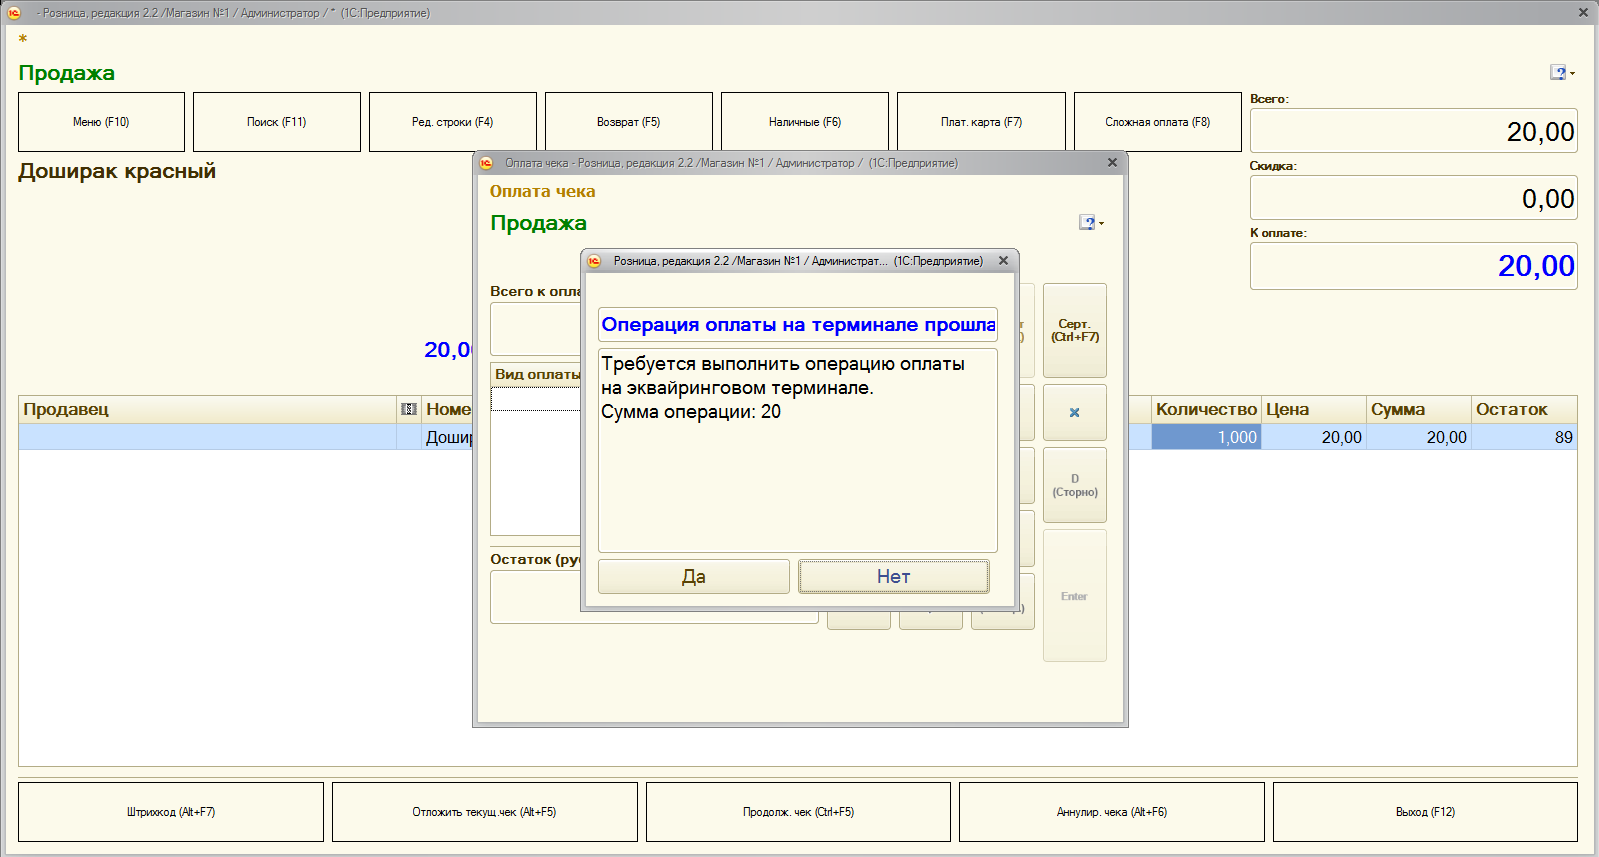 - Розница, редакция 2.2 /Магазин №1 / Администратор / * (1С:Предприятие)
*
Продажа
Меню (F10)
Поиск (F11)
Ред. строки (F4)
Возврат (F5)
Наличные (F6)
Плат. карта (F7)
Сложная оплата (F8)
Всего:
20,00
Скидка:
0,00
К оплате:
20,00
Доширак красный
20,0
Оплата чека - Розница, редакция 2.2 /Магазин №1 / Администратор / (1С:Предприятие)
Оплата чека
Продажа
Всего к опла
Вид оплаты
Остаток (ру
Серт.
(Ctrl+F7)
D
(Сторно)
Enter
Розница, редакция 2.2 /Магазин №1 / Администрат... (1С:Предприятие)
Операция оплаты на терминале прошла
Требуется выполнить операцию оплаты
на эквайринговом терминале.
Сумма операции: 20
Да
Нет
Продавец
Номе
Количество
Цена
Сумма
Остаток
Дошир
1,000
20,00
20,00
89
Штрихкод (Alt+F7)
Отложить текущ.чек (Alt+F5)
Продолж. чек (Ctrl+F5)
Аннулир. чека (Alt+F6)
Выход (F12)